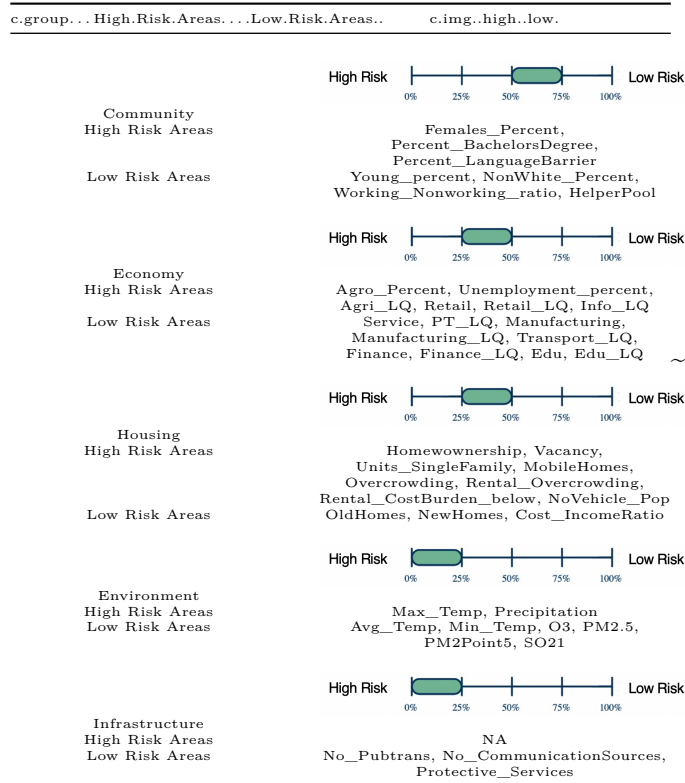 c.group... High.Risk.Areas. ...Low.Risk.Areas.. c.img..high..low.
High Risk Low Risk
0% 25% 50% 75% 100%
Community
High Risk Areas Females_Percent,
Percent_BachelorsDegree,
Percent_LanguageBarrier
Low Risk Areas Young_percent, NonWhite_Percent,
Working_Nonworking_ratio, HelperPool
High Risk Low Risk
0% 25% 50% 75% 100%
Economy
High Risk Areas Agro_Percent, Unemployment_percent,
Agri_LQ, Retail, Retail_LQ, Info_LQ
Low Risk Areas Service, PT_LQ, Manufacturing,
Manufacturing_LQ, Transport_LQ,
Finance, Finance_LQ, Edu, Edu_LQ ~
High Risk Low Risk
0% 25% 50% 75% 100%
Housing
High Risk Areas Homewownership, Vacancy,
Units_SingleFamily, MobileHomes,
Overcrowding, Rental_Overcrowding,
Rental_CostBurden_below, NoVehicle_Pop
Low Risk Areas OldHomes, NewHomes, Cost_IncomeRatio
High Risk Low Risk
0% 25% 50% 75% 100%
Environment
High Risk Areas Max_Temp, Precipitation
Low Risk Areas Avg_Temp, Min_Temp, O3, PM2.5,
PM2Point5, SO21
High Risk Low Risk
0% 25% 50% 75% 100%
Infrastructure
High Risk Areas NA
Low Risk Areas No_Pubtrans, No_CommunicationSources,
Protective_Services